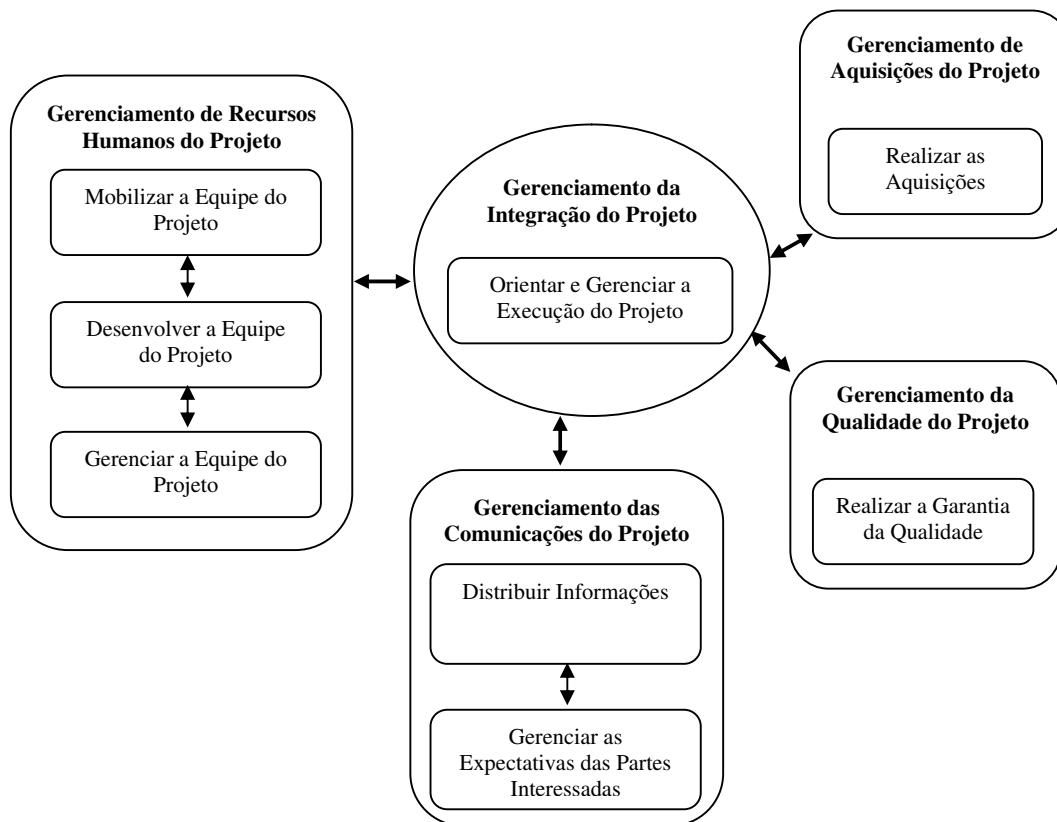 Gerenciamento de Recursos
Humanos do Projeto
Mobilizar a Equipe do
Projeto
Desenvolver a Equipe
do Projeto
Gerenciar a Equipe do
Projeto
Gerenciamento da
Integração do Projeto
Orientar e Gerenciar a
Execução do Projeto
Gerenciamento de
Aquisições do Projeto
Realizar as
Aquisições
Gerenciamento da
Qualidade do Projeto
Realizar a Garantia
da Qualidade
Gerenciamento das
Comunicações do Projeto
Distribuir Informações
Gerenciar as
Expectativas das Partes
Interessadas